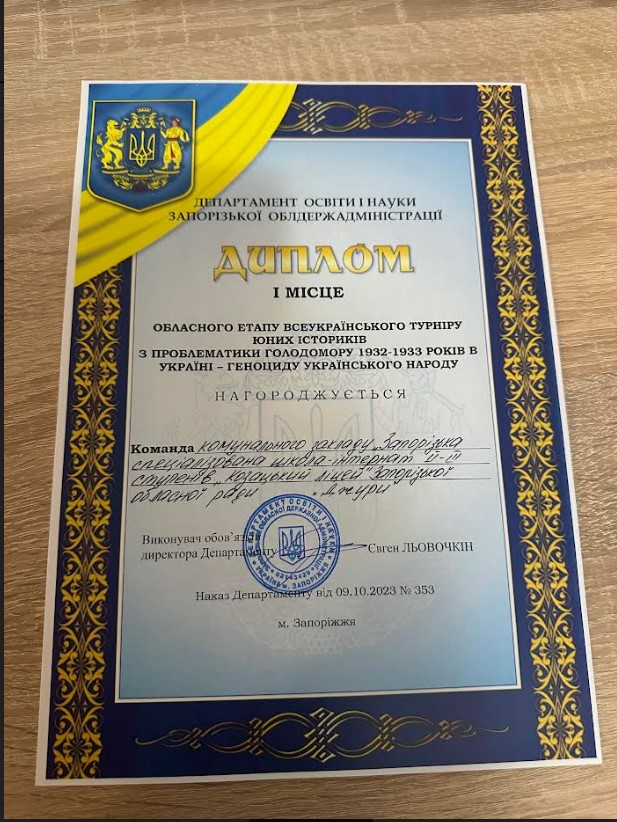 ДЕПАРТАМЕНТ ОСВІТИ І НАУКИ
ЗАПОРІЗЬКОЇ ОБЛДЕРЖАДМІНІСТРАЦІЇ
ДИПЛОМ
І МІСЦЕ
ОБЛАСНОГО ЕТАПУ ВСЕУКРАЇНСЬКОГО ТУРНІРУ
ЮНИХ ІСТОРИКІВ
З ПРОБЛЕМАТИКИ ГОЛОДОМОРУ 1932-1933 РОКІВ В
УКРАЇНІ – ГЕНОЦИДУ УКРАЇНСЬКОГО НАРОДУ
НАГОРОДЖУЄТЬСЯ
Команда комунального закладу „Запорізька
спеціалізована школа-інтернат ІІ-ІІІ
ступенів „Козацький ліцей" Запорізької
обласної ради „Джури"
Виконувач обов'язків
директора Департаменту Євген ЛЬОВОЧКІН
Наказ Департаменту від 09.10.2023 № 353
м. Запоріжжя